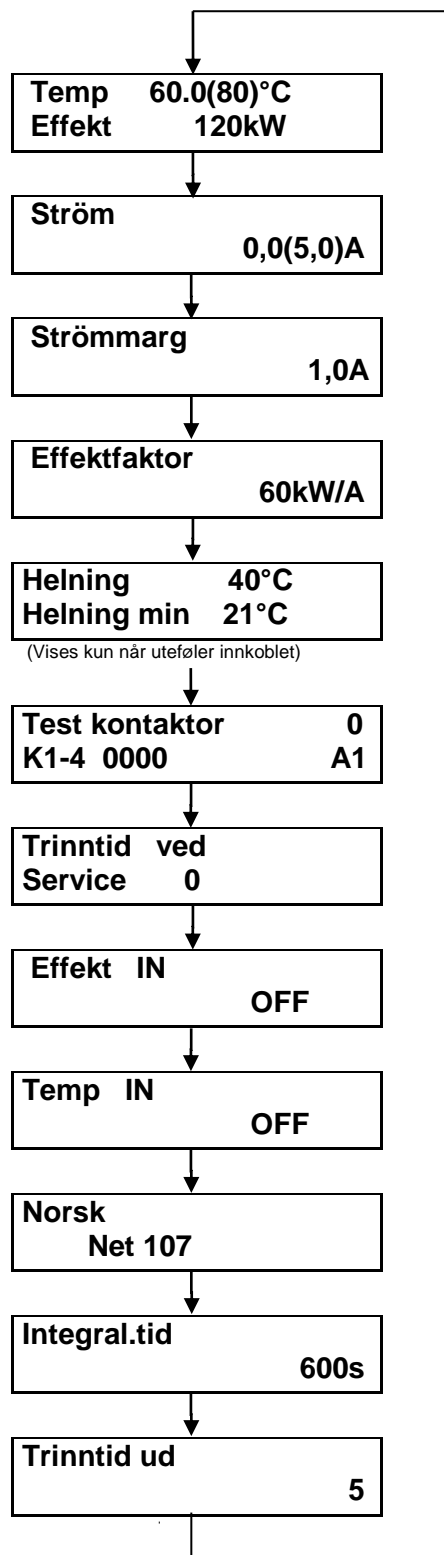 Temp 60.0(80)°C
Effekt 120kW
Ström
0,0(5,0)A
Strömmarg
1,0A
Effektfaktor
60kW/A
Helning 40°C
Helning min 21°C
(Vises kun når uteføler innkoblet)
Test kontaktor 0
K1-4 0000 A1
Trinntid ved
Service 0
Effekt IN
OFF
Temp IN
OFF
Norsk
Net 107
Integral.tid
600s
Trinntid ud
5